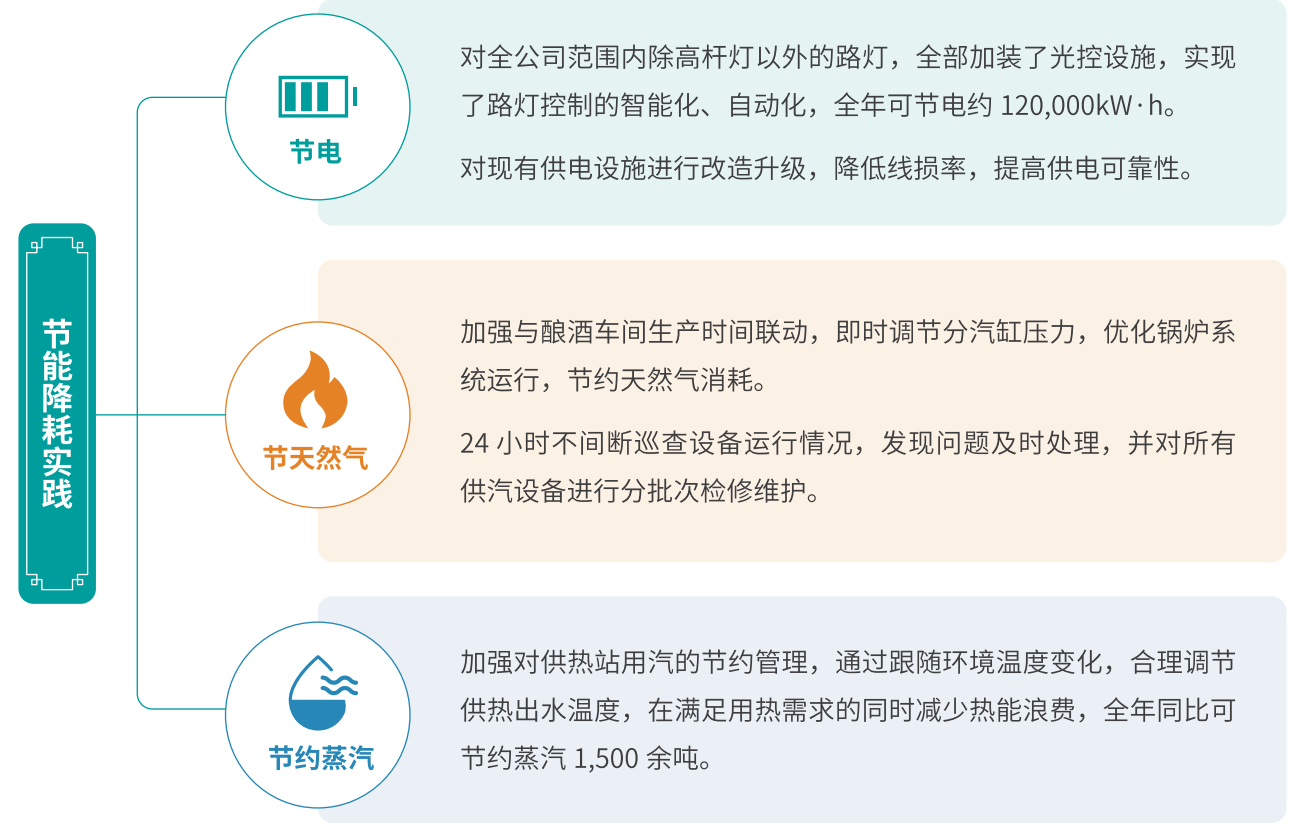 节能降耗实践
节电
对全公司范围内除高杆灯以外的路灯，全部加装了光控设施，实现
了路灯控制的智能化、自动化，全年可节电约 120,000kW·h。
对现有供电设施进行改造升级，降低线损率，提高供电可靠性。
节天然气
加强与酿酒车间生产时间联动，即时调节分汽缸压力，优化锅炉系
统运行，节约天然气消耗。
24 小时不间断巡查设备运行情况，发现问题及时处理，并对所有
供汽设备进行分批次检修维护。
节约蒸汽
加强对供热站用汽的节约管理，通过跟随环境温度变化，合理调节
供热出水温度，在满足用热需求的同时减少热能浪费，全年同比可
节约蒸汽 1,500 余吨。